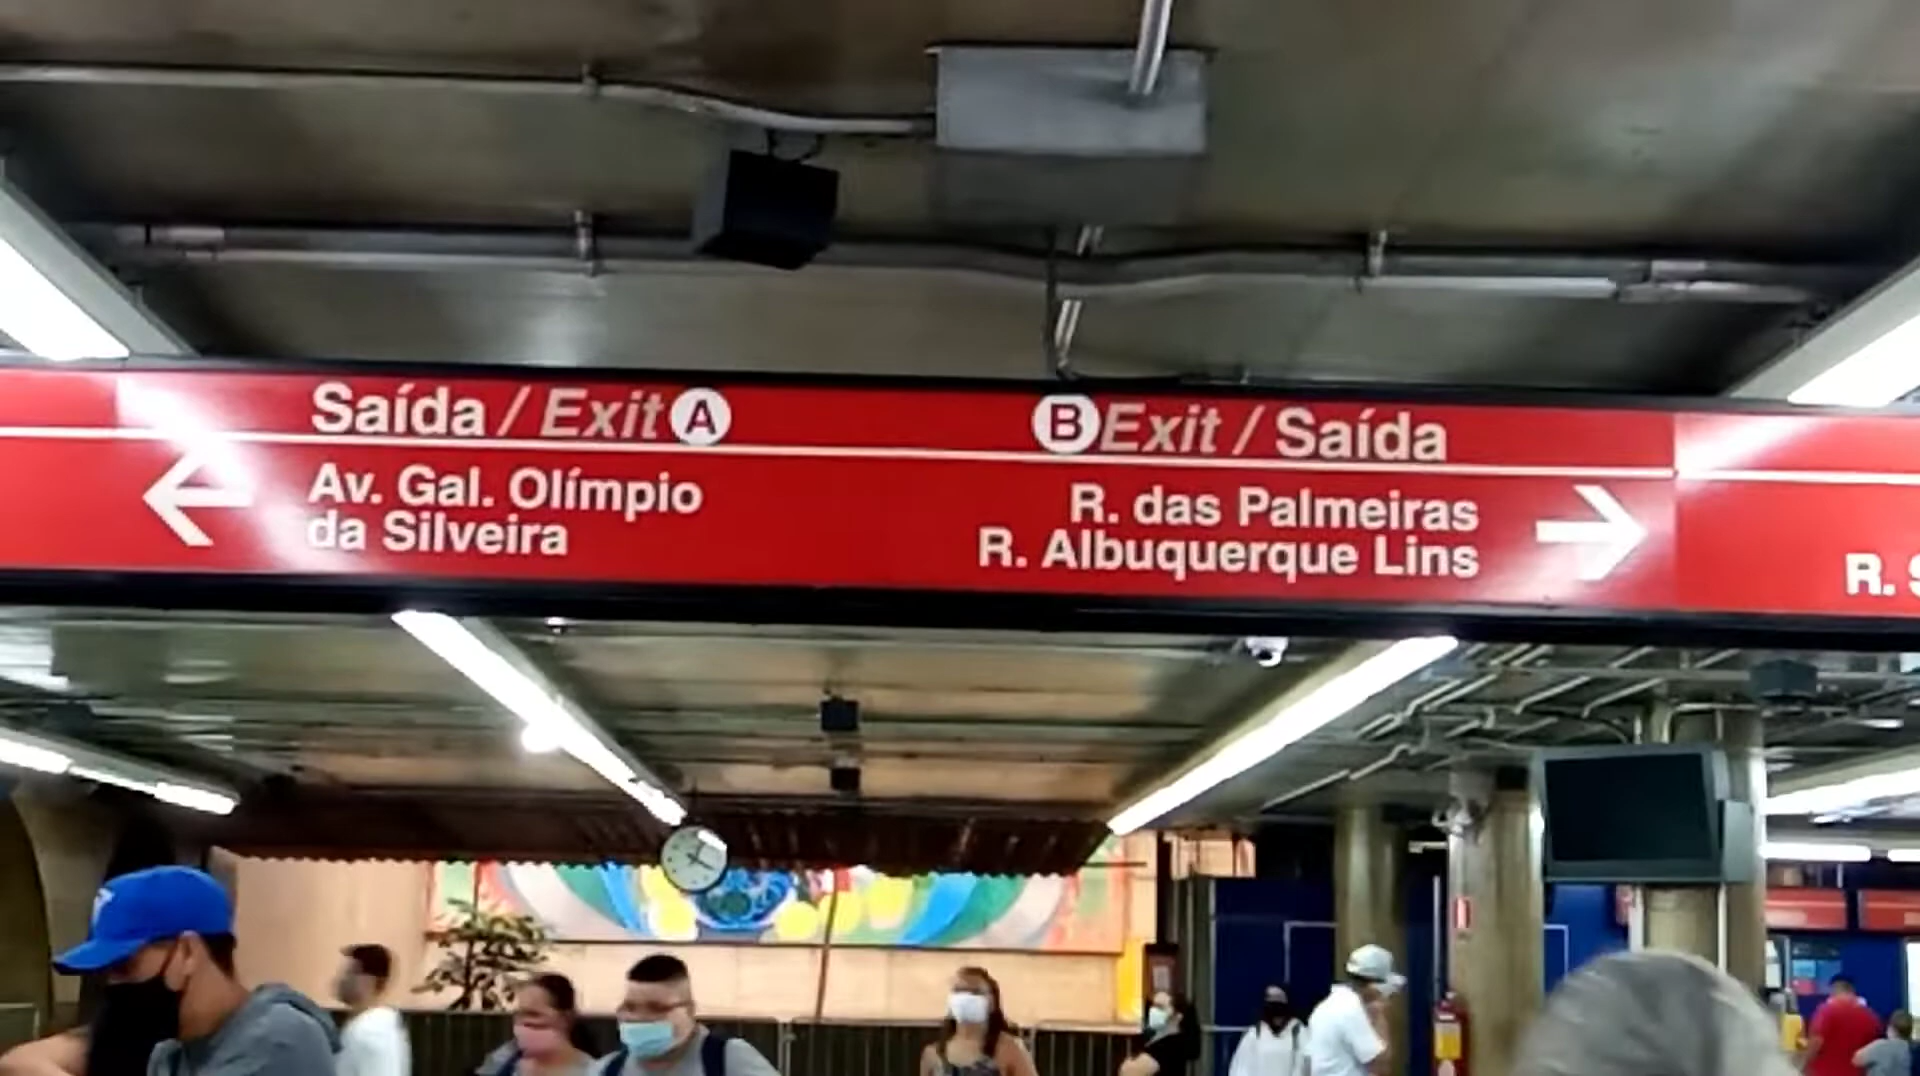 Saída / Exit A
Av. Gal. Olímpio
da Silveira
B Exit / Saída
R. das Palmeiras
R. Albuquerque Lins
R.